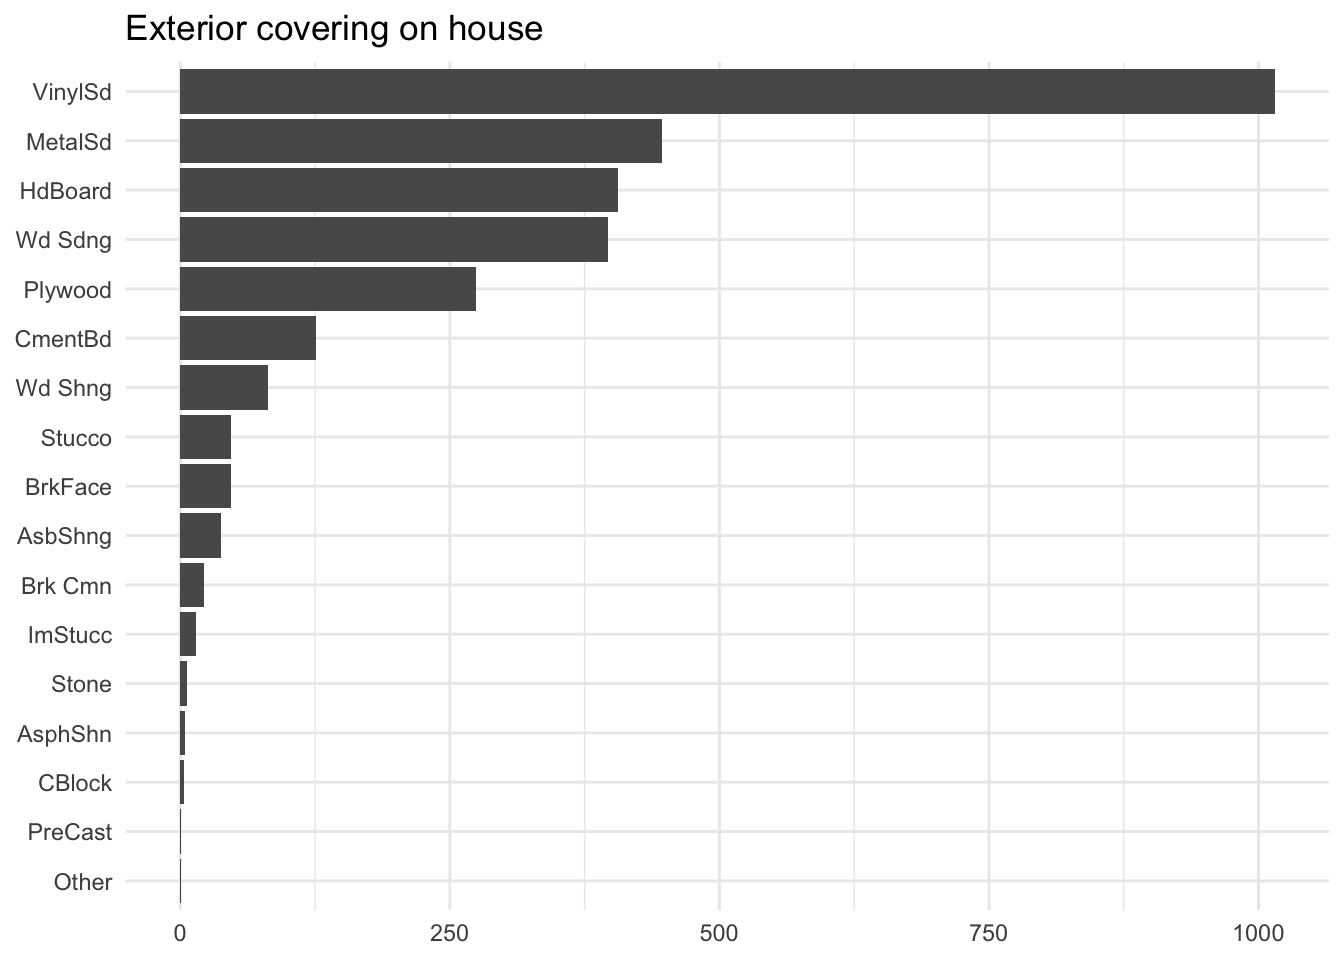 Exterior covering on house
VinylSd
MetalSd
HdBoard
Wd Sdng
Plywood
CmentBd
Wd Shng
Stucco
BrkFace
AsbShng
Brk Cmn
ImStucc
Stone
AsphShn
CBlock
PreCast
Other
0 250 500 750 1000